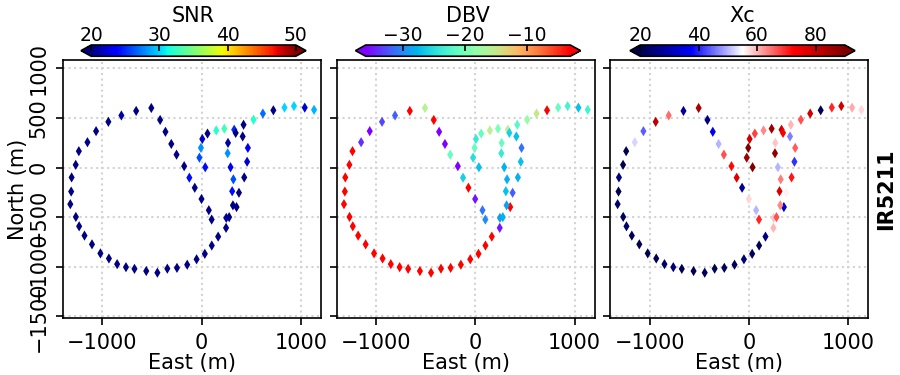 SNR DBV Xc
20 30 40 50 −30 −20 −10 20 40 60 80
1000
500
0
−500
−1000
−1500
North (m)
IR5211
−1000 0 1000 −1000 0 1000 −1000 0 1000
East (m) East (m) East (m)